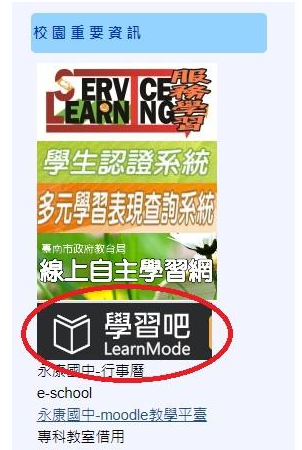 校園重要資訊
SERVICE
LEARNING
服務學習
學生認證系統
多元學習表現查詢系統
臺南市政府教育局
線上自主學習網
學習吧
LearnMode
永康國中-行事曆
e-school
永康國中-moodle教學平臺
專科教室借用